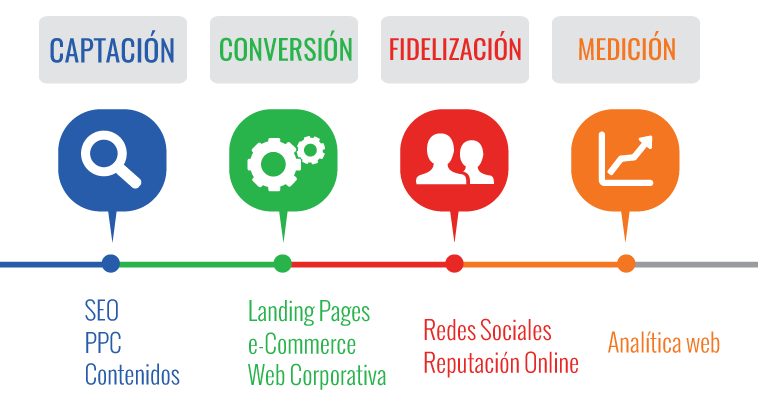 CAPTACIÓN
CONVERSIÓN
FIDELIZACIÓN
MEDICIÓN
SEO
PPC
Contenidos
Landing Pages
e-Commerce
Web Corporativa
Redes Sociales
Reputación Online
Analítica web